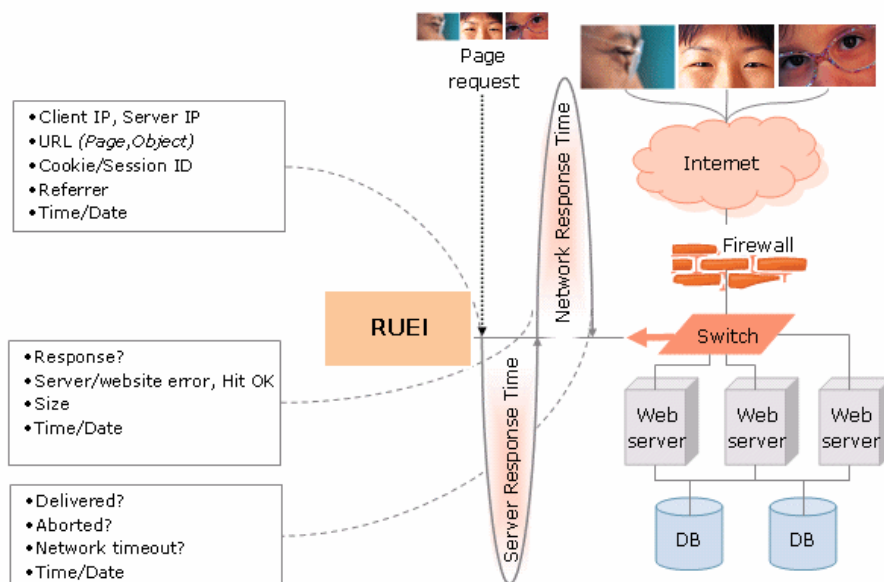 Page
request
• Client IP, Server IP
• URL (Page,Object)
• Cookie/Session ID
• Referrer
• Time/Date
Network Response Time
Internet
Firewall
RUEI
Switch
• Response?
• Server/website error, Hit OK
• Size
• Time/Date
Server Response Time
Web
server
Web
server
Web
server
• Delivered?
• Aborted?
• Network timeout?
• Time/Date
DB
DB